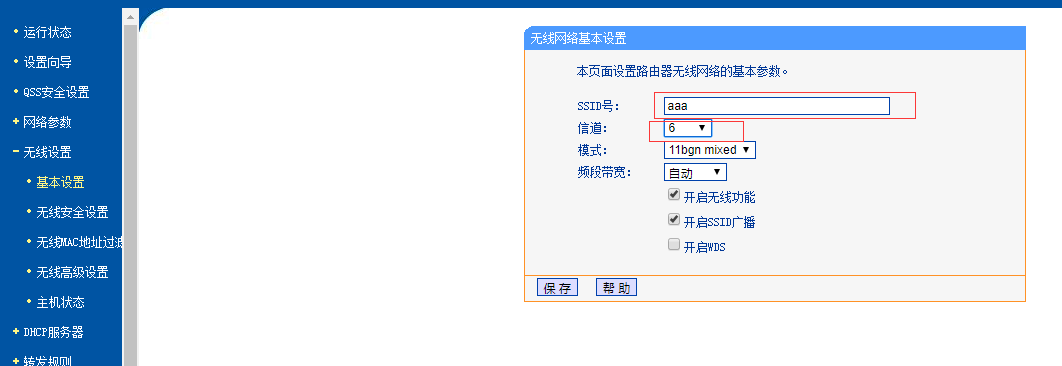 运行状态
设置向导
QSS安全设置
网络参数
无线设置
基本设置
无线安全设置
无线MAC地址过滤
无线高级设置
主机状态
DHCP服务器
转发规则
无线网络基本设置
本页面设置路由器无线网络的基本参数。
SSID号: aaa
信道: 6
模式: 11bgn mixed
频段带宽: 自动
开启无线功能
开启SSID广播
开启WDS
保 存 帮 助